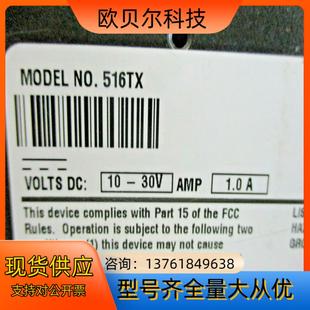 欧贝尔科技
MODEL NO. 516TX
VOLTS DC: 10 – 30V AMP 1.0 A
This device complies with Part 15 of the FCC
Rules. Operation is subject to the following two
(1) this device may not cause
LIS
HA
GRO
现货供应
支持对公开票
咨询：13761849638
型号齐全量大从优